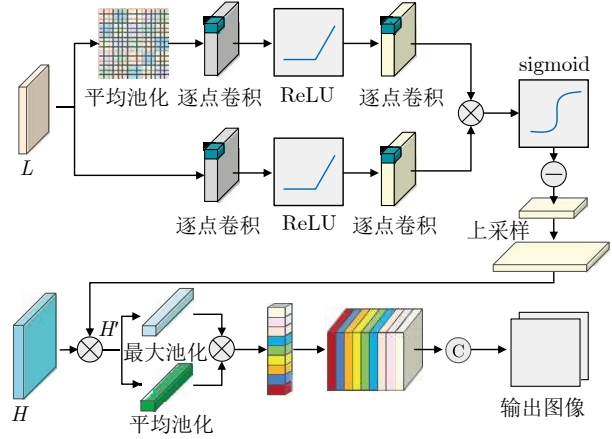 平均池化
逐点卷积
ReLU
逐点卷积
sigmoid
L
逐点卷积
ReLU
逐点卷积
上采样
H
H′
最大池化
平均池化
C
输出图像